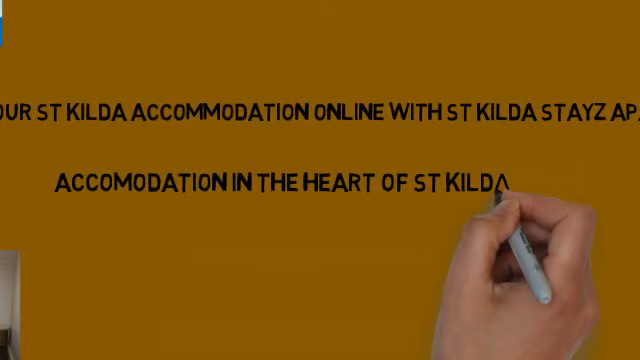 OUR ST KILDA ACCOMMODATION ONLINE WITH ST KILDA STAYZ
ACCOMODATION IN THE HEART OF ST KILDA